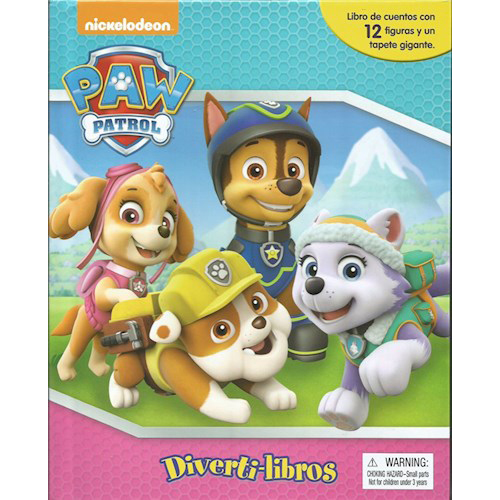 nickelodeon
Libro de cuentos con
12 figuras y un
tapete gigante.
PAW
PATROL
Diverti-libros
WARNING:
CHOKING HAZARD-Small parts
Not for children under 3 years